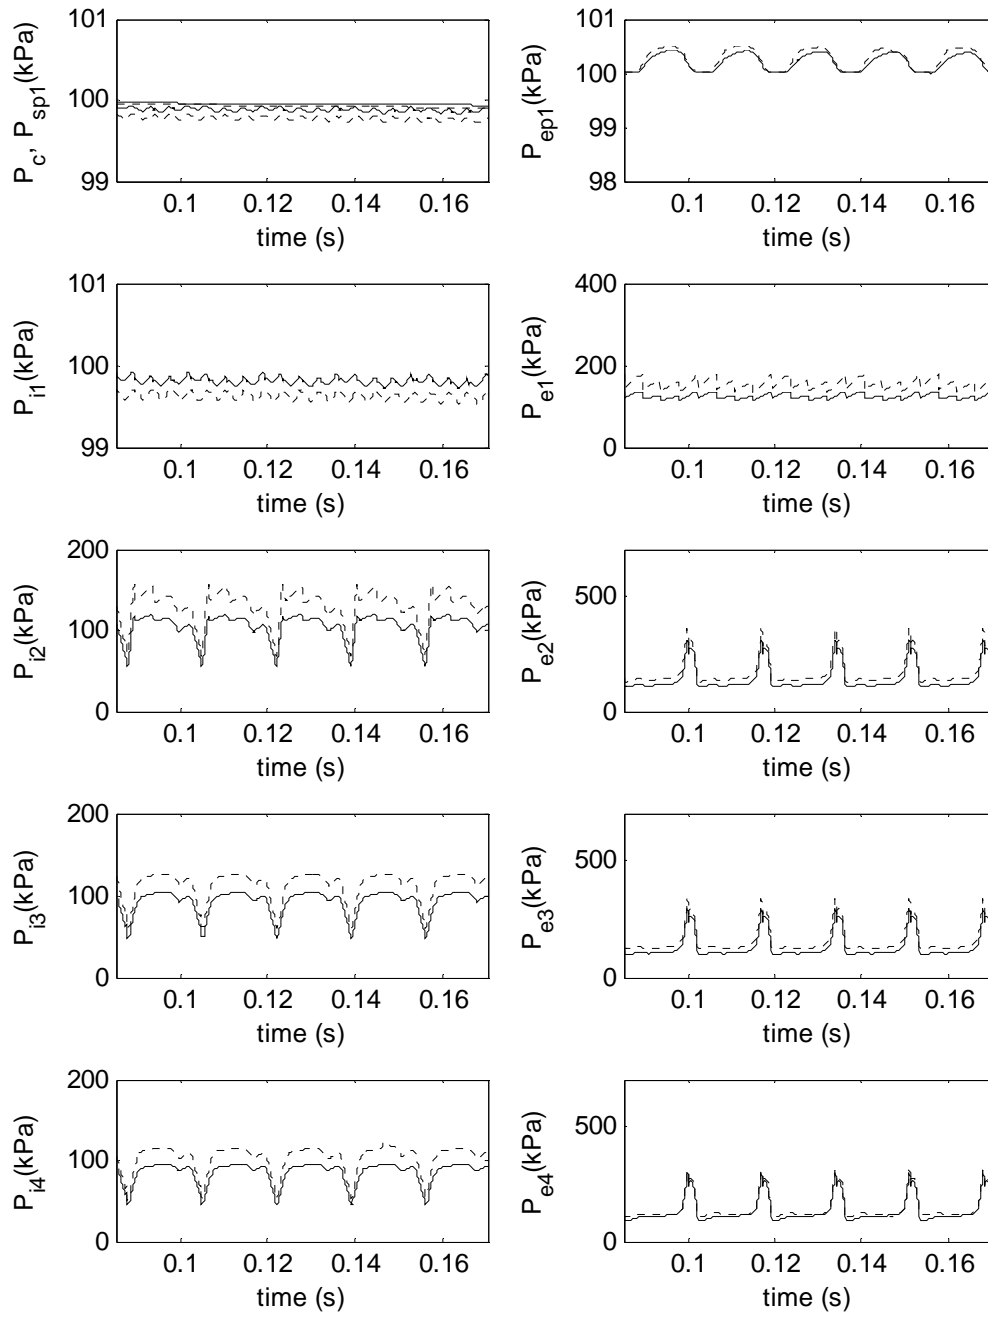 101
100
99
P_c, P_sp1(kPa)
0.1 0.12 0.14 0.16
time (s)
101
100
99
98
P_ep1(kPa)
0.1 0.12 0.14 0.16
time (s)
101
100
99
P_i1(kPa)
0.1 0.12 0.14 0.16
time (s)
400
200
0
P_e1(kPa)
0.1 0.12 0.14 0.16
time (s)
200
100
0
P_i2(kPa)
0.1 0.12 0.14 0.16
time (s)
500
0
P_e2(kPa)
0.1 0.12 0.14 0.16
time (s)
200
100
0
P_i3(kPa)
0.1 0.12 0.14 0.16
time (s)
500
0
P_e3(kPa)
0.1 0.12 0.14 0.16
time (s)
200
100
0
P_i4(kPa)
0.1 0.12 0.14 0.16
time (s)
500
0
P_e4(kPa)
0.1 0.12 0.14 0.16
time (s)